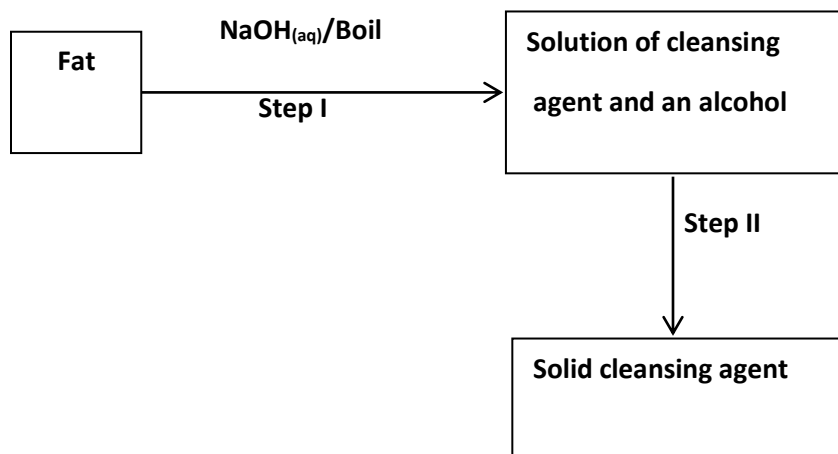 Fat
NaOH(aq)/Boil
Step I
Solution of cleansing
agent and an alcohol
Step II
Solid cleansing agent